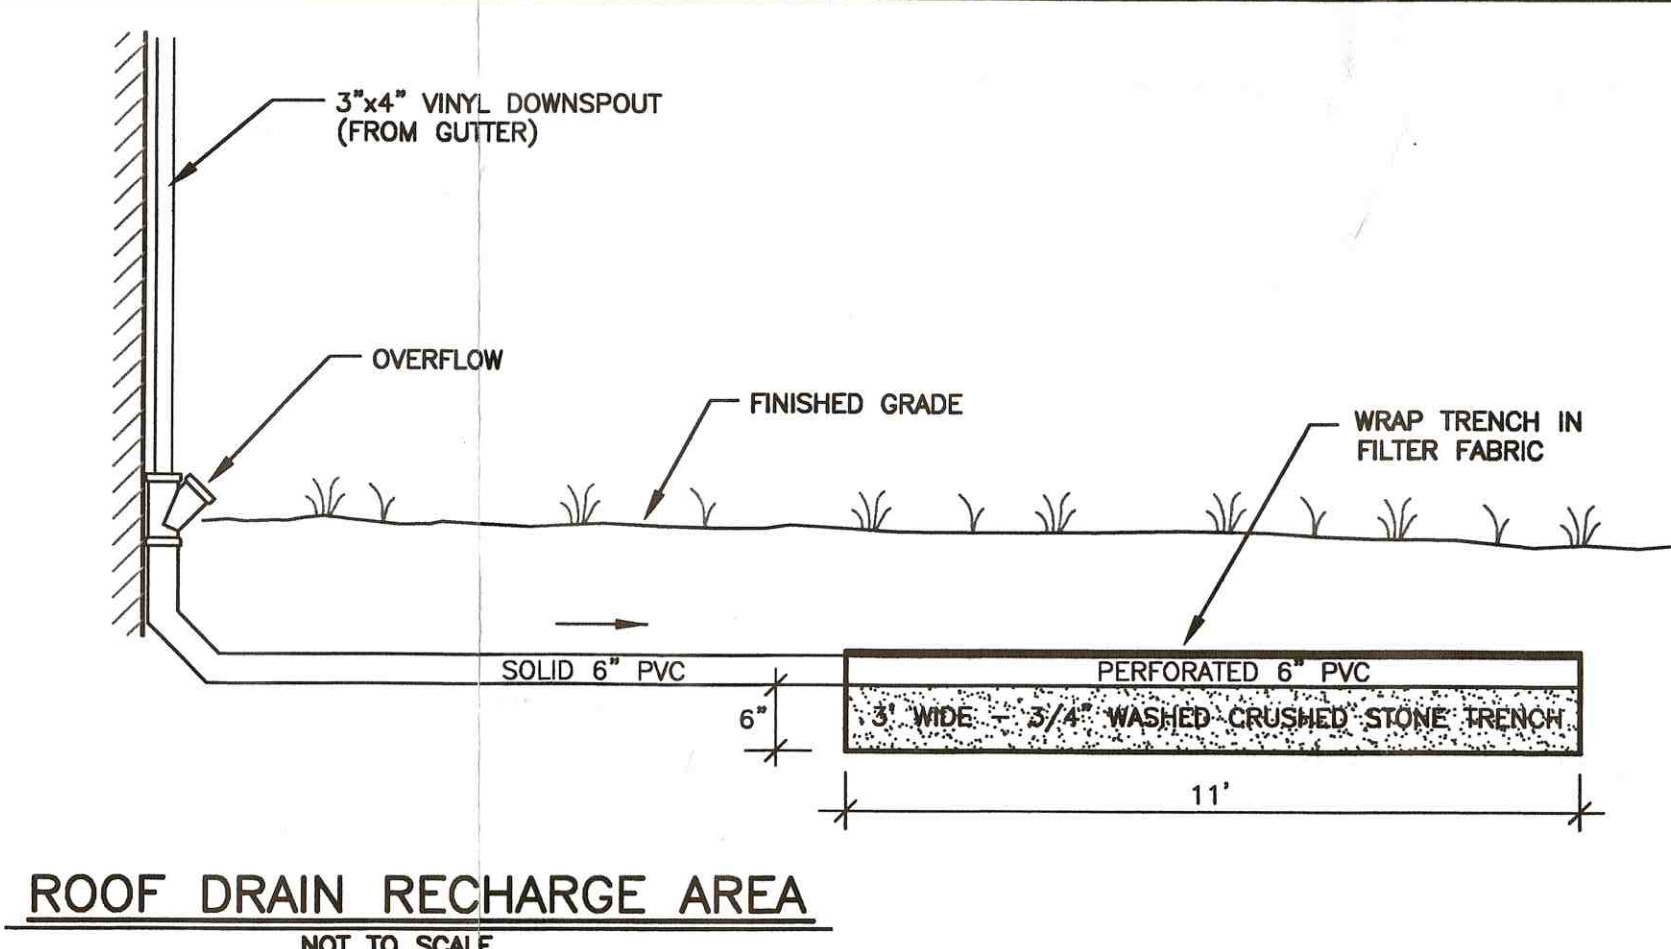 3"x4" VINYL DOWNSPOUT
(FROM GUTTER)
OVERFLOW
FINISHED GRADE
WRAP TRENCH IN
FILTER FABRIC
SOLID 6" PVC
PERFORATED 6" PVC
6"
3' WIDE - 3/4" WASHED CRUSHED STONE TRENCH
11'
ROOF DRAIN RECHARGE AREA
NOT TO SCALE